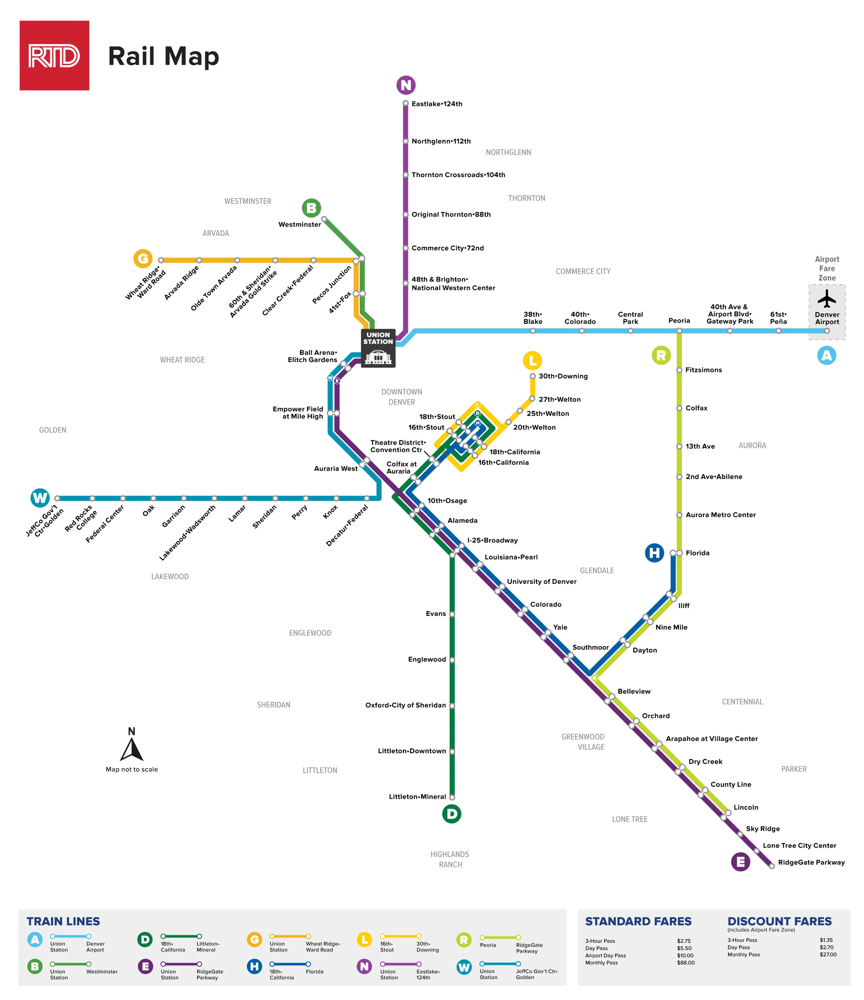 RTD
Rail Map
N
Eastlake•124th
Northglenn•112th
NORTHGLENN
Thornton Crossroads•104th
THORNTON
Original Thornton•88th
Commerce City•72nd
COMMERCE CITY
48th & Brighton•
National Western Center
WESTMINSTER
B
Westminster
ARVADA
G
Wheat Ridge•
Ward Road
Arvada Ridge
Olde Town Arvada
60th & Sheridan•
Arvada Gold Strike
Clear Creek•Federal
Pecos Junction
41st•Fox
UNION
STATION
38th•
Blake
40th•
Colorado
Central
Park
Peoria
40th Ave &
Airport Blvd•
Gateway Park
61st•
Peña
Airport
Fare
Zone
Denver
Airport
A
R
Fitzsimons
Colfax
13th Ave
AURORA
2nd Ave•Abilene
Aurora Metro Center
H
Florida
Iliff
Nine Mile
Dayton
R
Ball Arena•
Elitch Gardens
WHEAT RIDGE
W
E
Empower Field
at Mile High
Auraria West
GOLDEN
DOWNTOWN
DENVER
L
30th•Downing
27th•Welton
25th•Welton
20th•Welton
L
D
H
18th•Stout
16th•Stout
18th•California
16th•California
Theatre District•
Convention Ctr
Colfax at
Auraria
W
JeffCo Gov't
Ctr•Golden
Red Rocks
College
Federal Center
Oak
Garrison
Lakewood•Wadsworth
Lamar
Sheridan
Perry
Knox
Decatur•Federal
LAKEWOOD
10th•Osage
Alameda
I-25•Broadway
Louisiana•Pearl
University of Denver
GLENDALE
Colorado
Yale
Southmoor
Belleview
CENTENNIAL
Orchard
Arapahoe at Village Center
GREENWOOD
VILLAGE
Dry Creek
PARKER
County Line
Lincoln
LONE TREE
Sky Ridge
Lone Tree City Center
RidgeGate Parkway
E
Evans
ENGLEWOOD
Englewood
SHERIDAN
Oxford•City of Sheridan
Littleton•Downtown
LITTLETON
Littleton•Mineral
D
HIGHLANDS
RANCH
N
Map not to scale
TRAIN LINES
A
Union
Station
Denver
Airport
D
18th•
California
Littleton•
Mineral
G
Union
Station
Wheat Ridge•
Ward Road
L
16th•
Stout
30th•
Downing
R
Peoria
RidgeGate
Parkway
B
Union
Station
Westminster
E
Union
Station
RidgeGate
Parkway
H
18th•
California
Florida
N
Union
Station
Eastlake•
124th
W
Union
Station
JeffCo Gov't Ctr•
Golden
STANDARD FARES
3-Hour Pass $2.75
Day Pass $5.50
Airport Day Pass $10.00
Monthly Pass $88.00
DISCOUNT FARES
(includes Airport Fare Zone)
3-Hour Pass $1.35
Day Pass $2.70
Monthly Pass $27.00